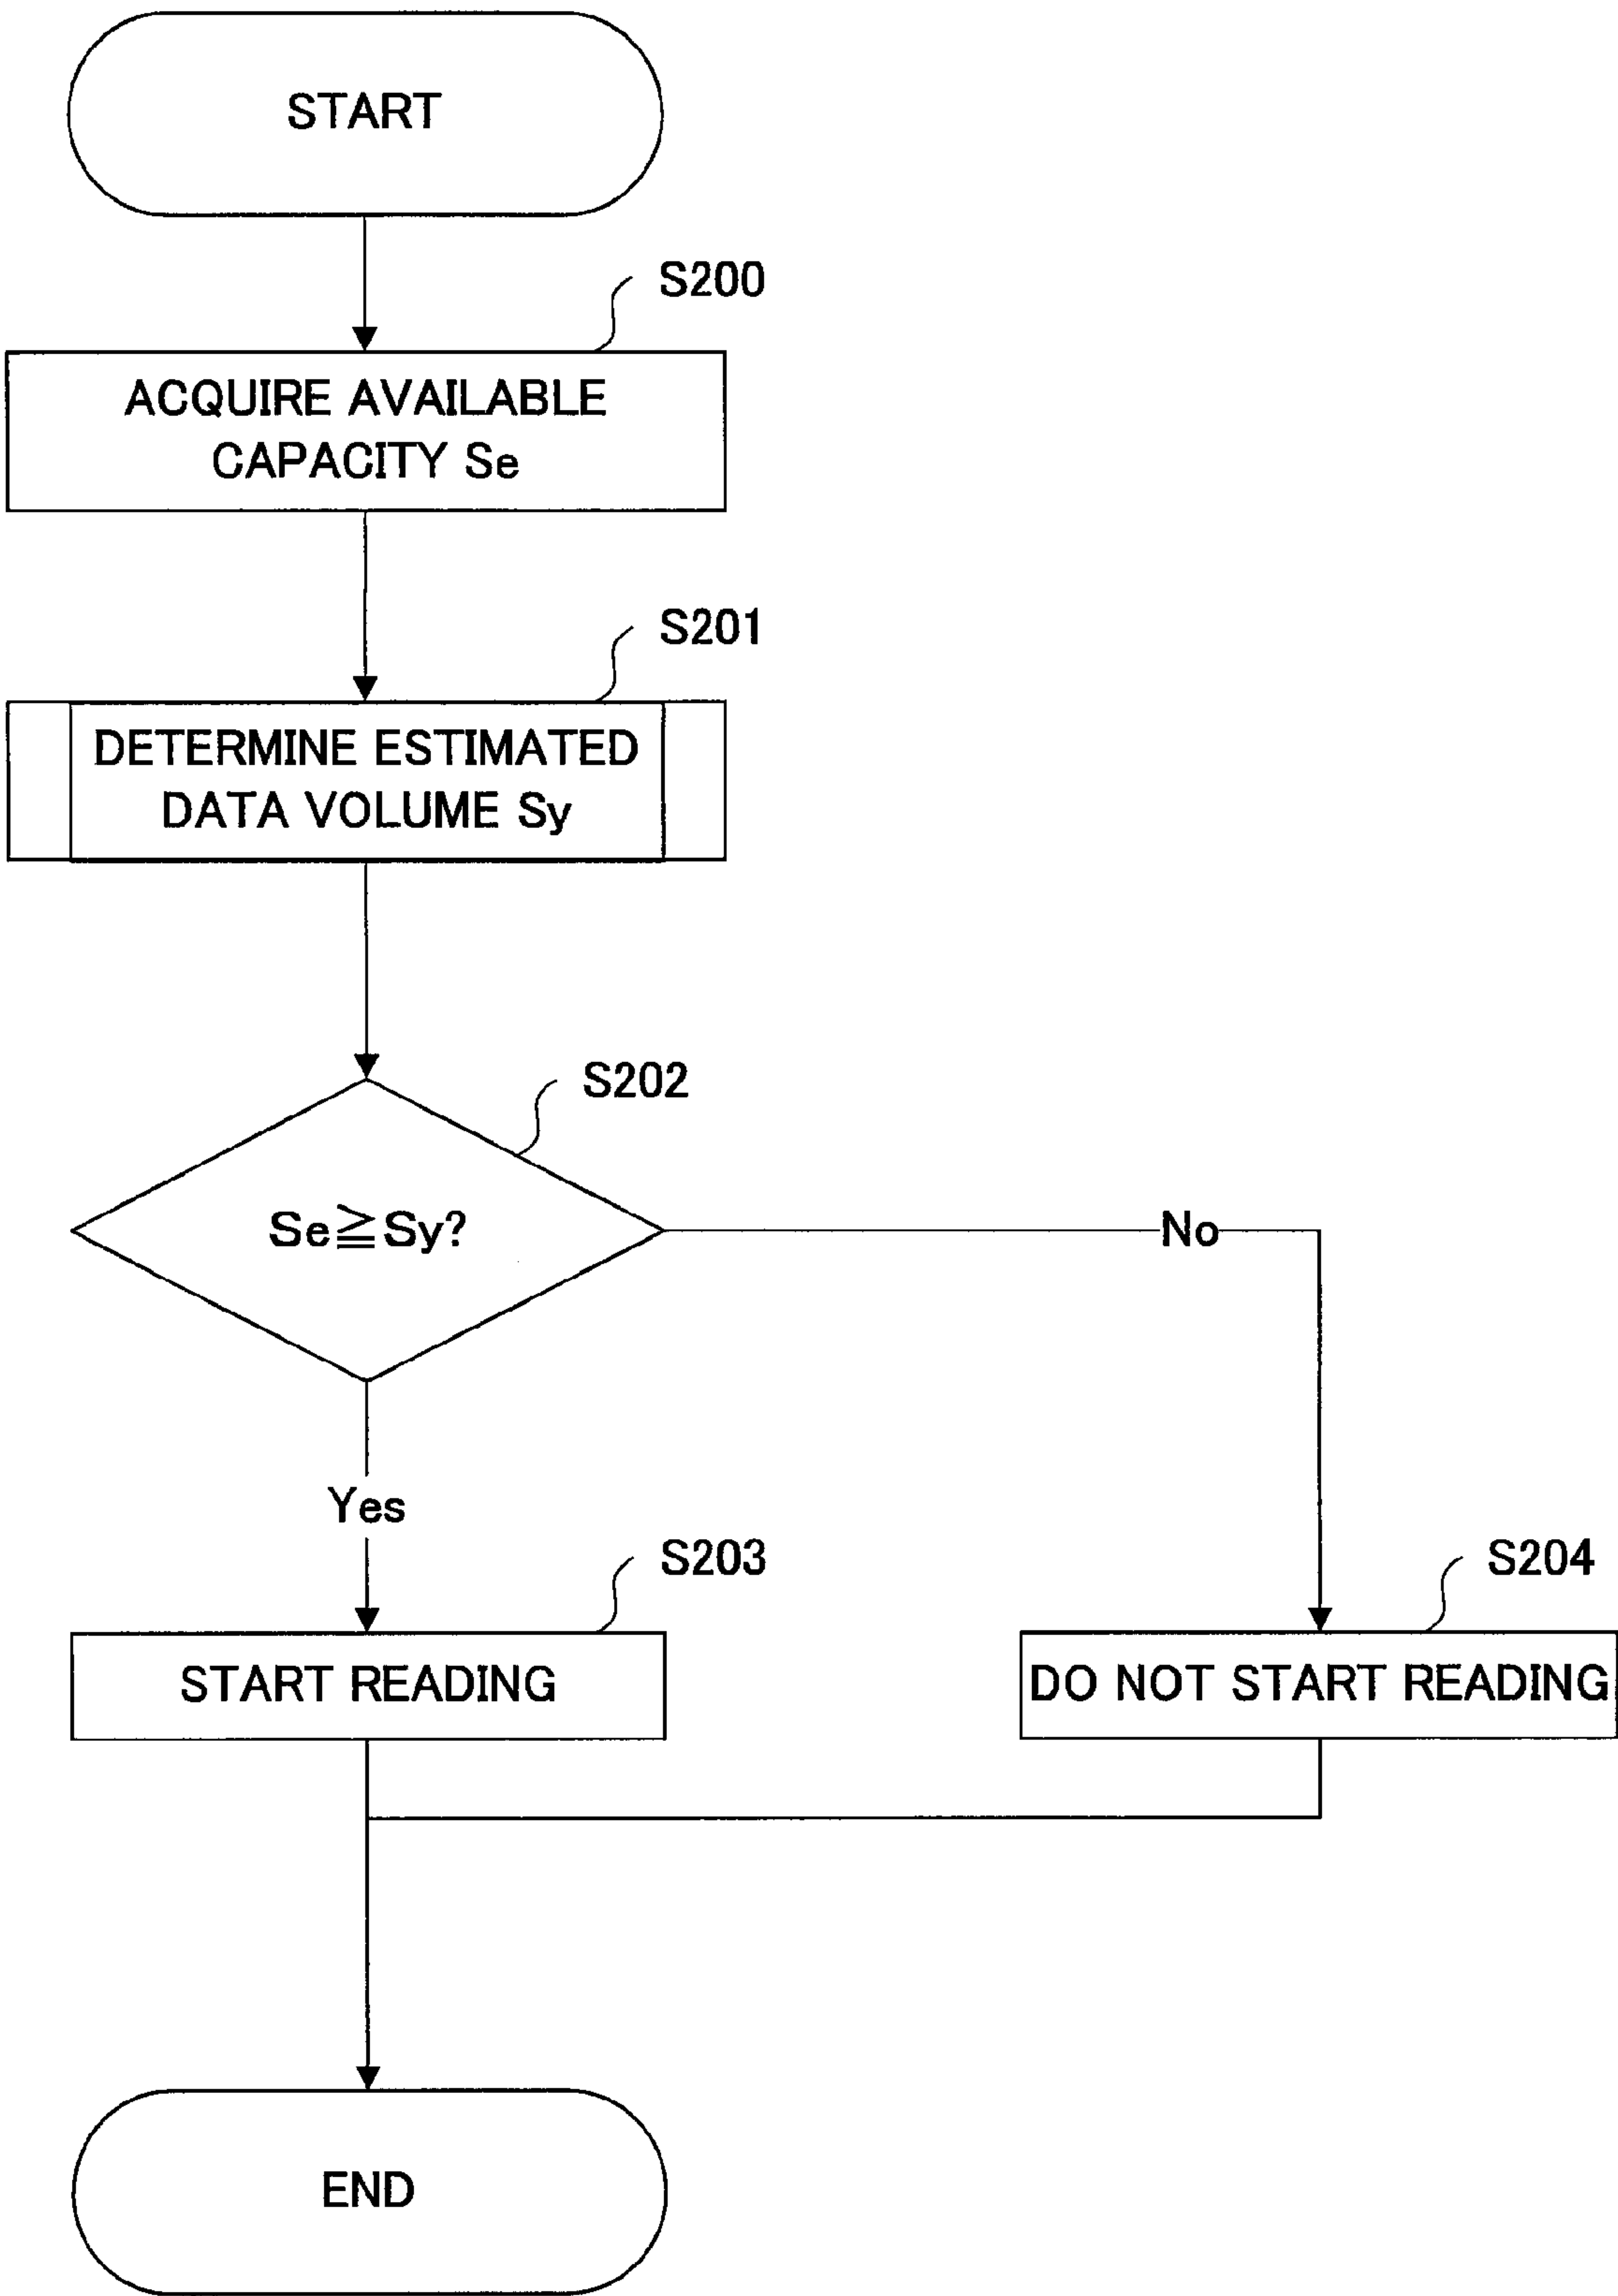 START
S200
ACQUIRE AVAILABLE
CAPACITY Se
S201
DETERMINE ESTIMATED
DATA VOLUME Sy
S202
Se≧Sy?
No
Yes
S203
START READING
S204
DO NOT START READING
END